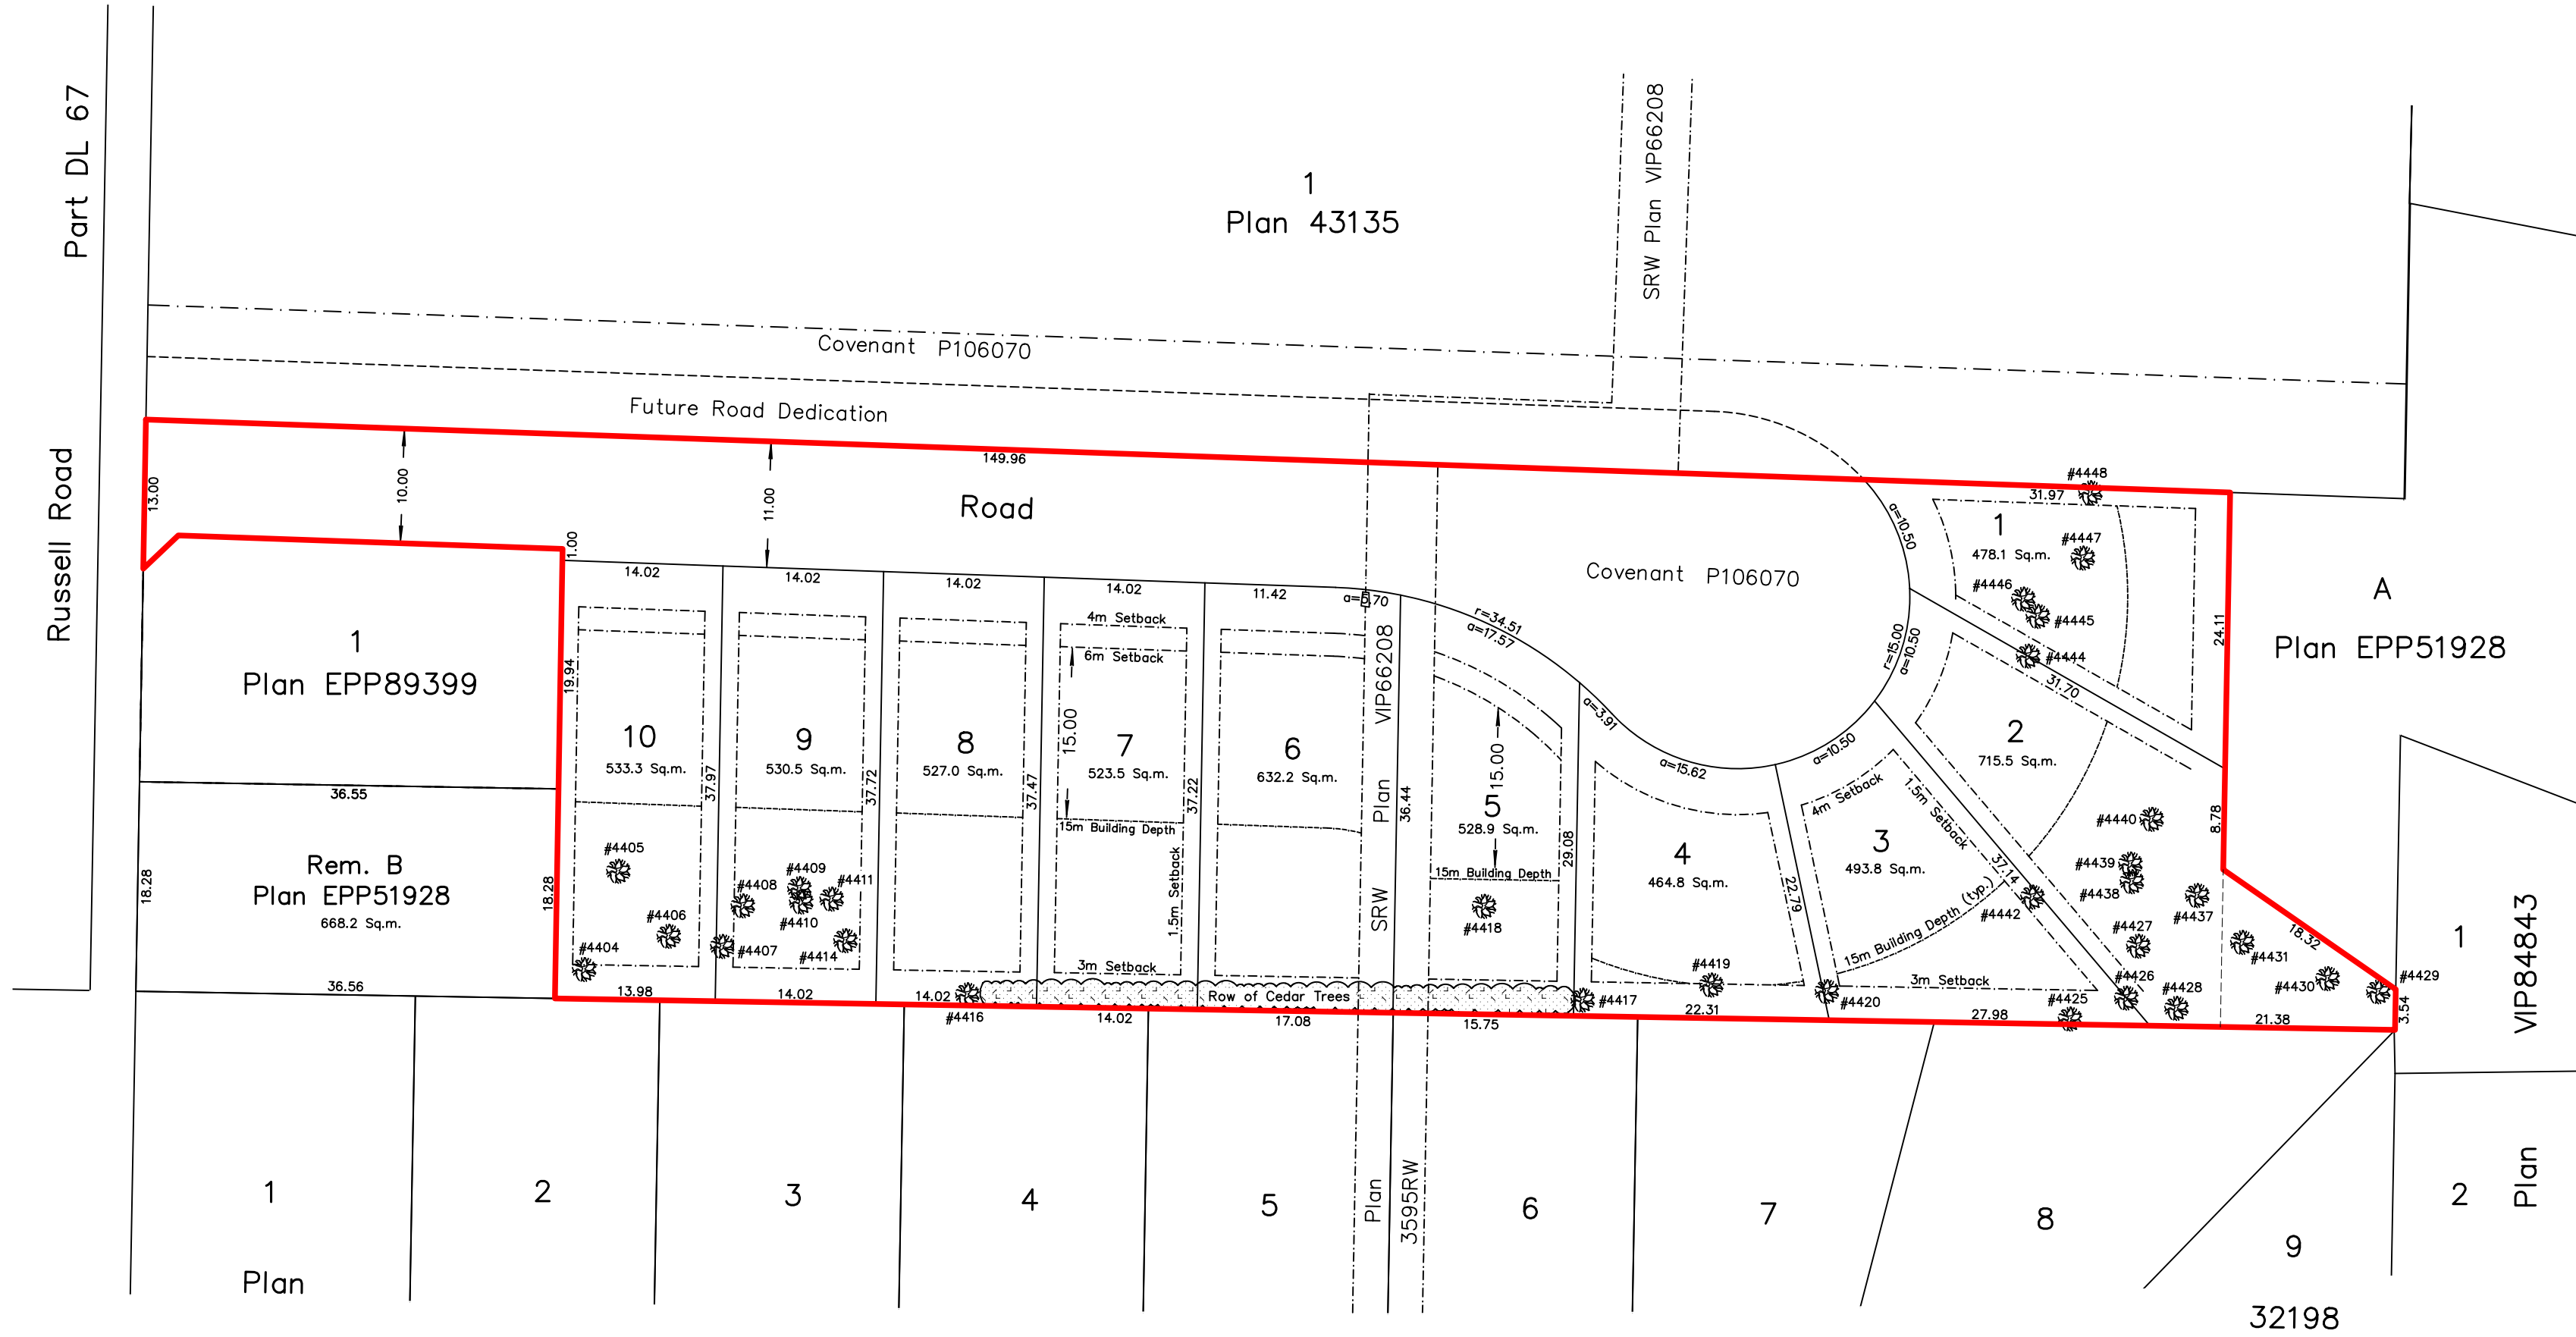 Part DL 67
Russell Road
1
Plan 43135
SRW Plan VIP66208
Covenant P106070
Future Road Dedication
149.96
13.00
10.00
11.00
1.00
Road
Covenant P106070
1
Plan EPP89399
36.55
Rem. B
Plan EPP51928
668.2 Sq.m.
18.28
18.28
19.94
36.56
14.02
14.02
14.02
14.02
11.42
a=5.70
r=34.51
a=17.57
a=3.91
a=15.62
a=10.50
r=15.00
a=10.50
a=10.50
10
533.3 Sq.m.
37.97
#4405
#4406
#4404
13.98
9
530.5 Sq.m.
37.72
#4409
#4408
#4411
#4410
#4407
#4414
14.02
8
527.0 Sq.m.
37.47
14.02
#4416
4m Setback
6m Setback
15.00
7
523.5 Sq.m.
37.22
15m Building Depth
1.5m Setback
3m Setback
14.02
6
632.2 Sq.m.
Row of Cedar Trees
17.08
SRW Plan VIP66208
36.44
15.00
5
528.9 Sq.m.
15m Building Depth
29.08
#4418
15.75
#4417
4
464.8 Sq.m.
22.79
#4419
22.31
#4420
4m Setback
1.5m Setback
3
493.8 Sq.m.
37.14
15m Building Depth (typ.)
#4442
3m Setback
27.98
#4425
2
715.5 Sq.m.
31.70
#4440
#4439
#4438
#4437
#4427
#4426
#4428
8.78
#4431
#4430
#4429
18.32
3.54
21.38
#4448
31.97
1
478.1 Sq.m.
#4447
#4446
#4445
#4444
24.11
A
Plan EPP51928
1
VIP84843
2
Plan
1
2
3
4
5
Plan
3595RW
6
7
8
9
Plan
32198